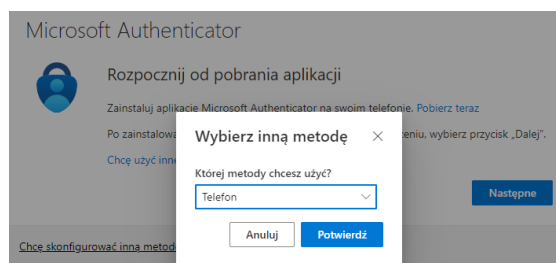 Microsoft Authenticator
Rozpocznij od pobrania aplikacji
Zainstaluj aplikację Microsoft Authenticator na swoim telefonie. Pobierz teraz
Po zainstalowa
eniu, wybierz przycisk „Dalej".
Chcę użyć inne
Wybierz inną metodę
Której metody chcesz użyć?
Telefon
Anuluj Potwierdź
Następne
Chcę skonfigurować inną metod